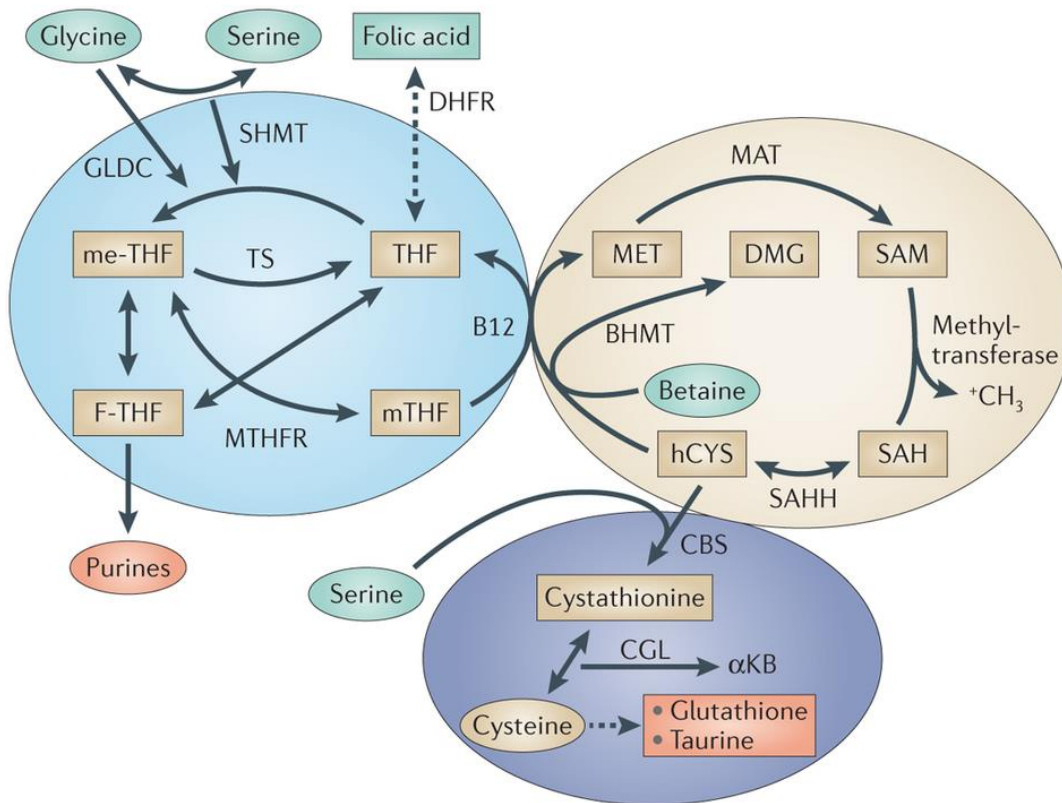 Glycine
Serine
Folic acid
DHFR
SHMT
GLDC
MAT
me-THF
TS
THF
MET
DMG
SAM
B12
BHMT
Methyl-
transferase
⁺CH₃
Betaine
F-THF
MTHFR
mTHF
hCYS
SAHH
SAH
Purines
Serine
CBS
Cystathionine
CGL
αKB
Cysteine
• Glutathione
• Taurine